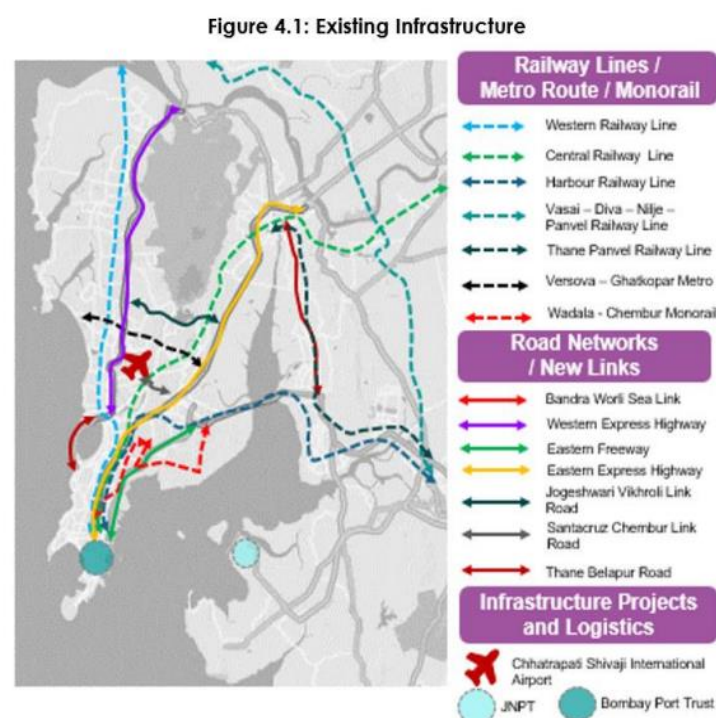 Figure 4.1: Existing Infrastructure
Railway Lines /
Metro Route / Monorail
Western Railway Line
Central Railway Line
Harbour Railway Line
Vasai – Diva – Nilje –
Panvel Railway Line
Thane Panvel Railway Line
Versova – Ghatkopar Metro
Wadala - Chembur Monorail
Road Networks
/ New Links
Bandra Worli Sea Link
Western Express Highway
Eastern Freeway
Eastern Express Highway
Jogeshwari Vikhroli Link
Road
Santacruz Chembur Link
Road
Thane Belapur Road
Infrastructure Projects
and Logistics
Chhatrapati Shivaji International
Airport
JNPT
Bombay Port Trust